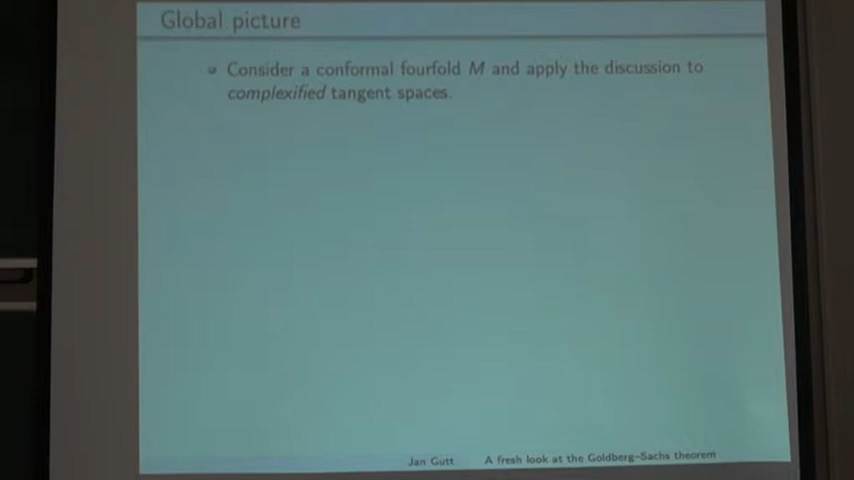 Global picture
Consider a conformal fourfold M and apply the discussion to
complexified tangent spaces.
Jan Gutt A fresh look at the Goldberg–Sachs theorem